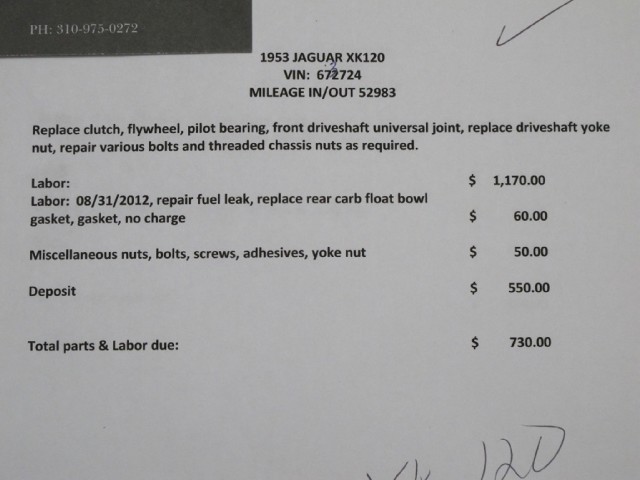 PH: 310-975-0272
1953 JAGUAR XK120
VIN: 672724
3
MILEAGE IN/OUT 52983
Replace clutch, flywheel, pilot bearing, front driveshaft universal joint, replace driveshaft yoke
nut, repair various bolts and threaded chassis nuts as required.
Labor: $ 1,170.00
Labor: 08/31/2012, repair fuel leak, replace rear carb float bowl
gasket, gasket, no charge $ 60.00
Miscellaneous nuts, bolts, screws, adhesives, yoke nut $ 50.00
Deposit $ 550.00
Total parts & Labor due: $ 730.00
XK 120